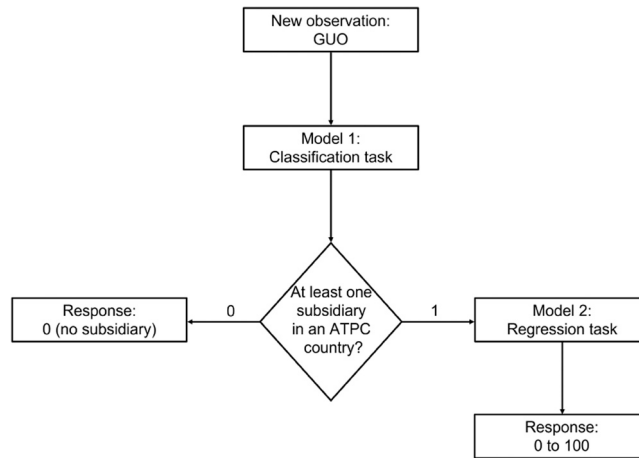 New observation:
GUO
Model 1:
Classification task
At least one
subsidiary
in an ATPC
country?
0
1
Response:
0 (no subsidiary)
Model 2:
Regression task
Response:
0 to 100